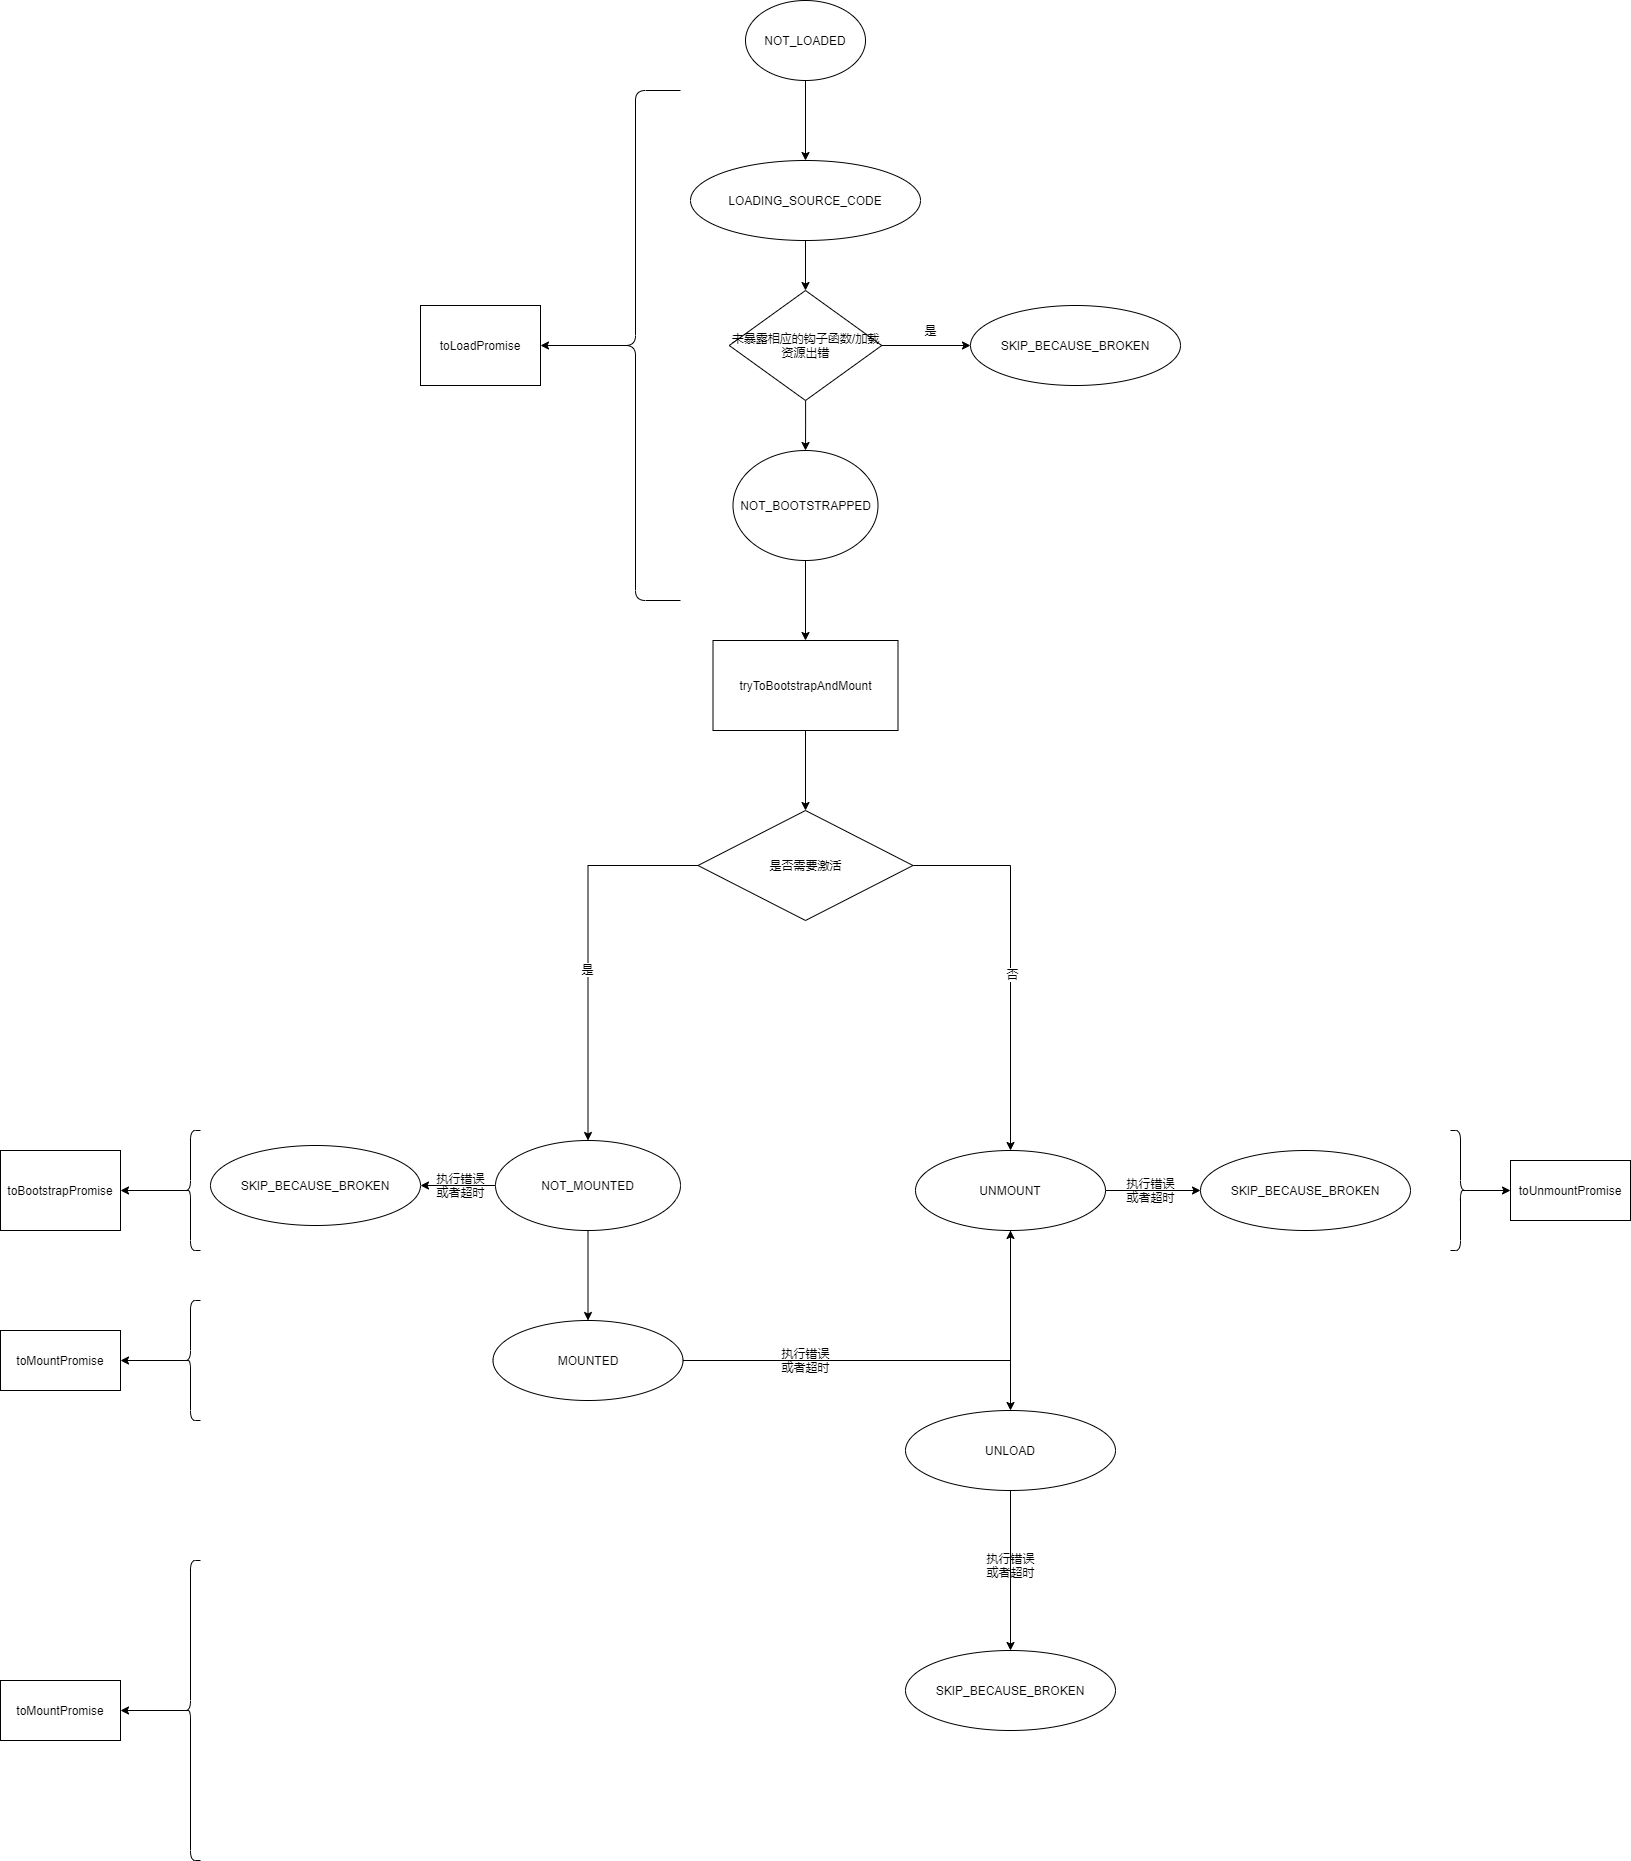 NOT_LOADED
LOADING_SOURCE_CODE
toLoadPromise
未暴露相应的钩子函数/加载
资源出错
是
SKIP_BECAUSE_BROKEN
NOT_BOOTSTRAPPED
tryToBootstrapAndMount
是否需要激活
是
否
toBootstrapPromise
SKIP_BECAUSE_BROKEN
执行错误
或者超时
NOT_MOUNTED
UNMOUNT
执行错误
或者超时
SKIP_BECAUSE_BROKEN
toUnmountPromise
toMountPromise
MOUNTED
执行错误
或者超时
UNLOAD
执行错误
或者超时
toMountPromise
SKIP_BECAUSE_BROKEN